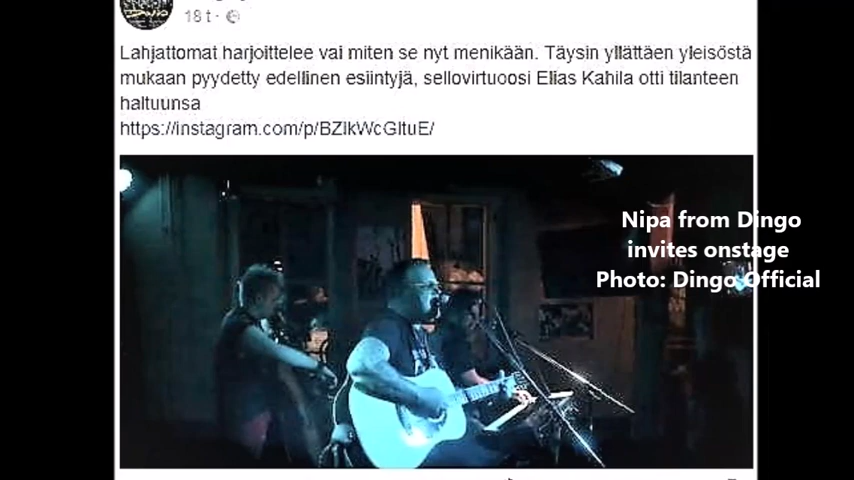 18 t ·
Lahjattomat harjoittelee vai miten se nyt menikään. Täysin yllättäen yleisöstä
mukaan pyydetty edellinen esiintyjä, sellovirtuoosi Elias Kahila otti tilanteen
haltuunsa
https://instagram.com/p/BZIkWcGItuE/
Nipa from Dingo
invites onstage
Photo: Dingo Official